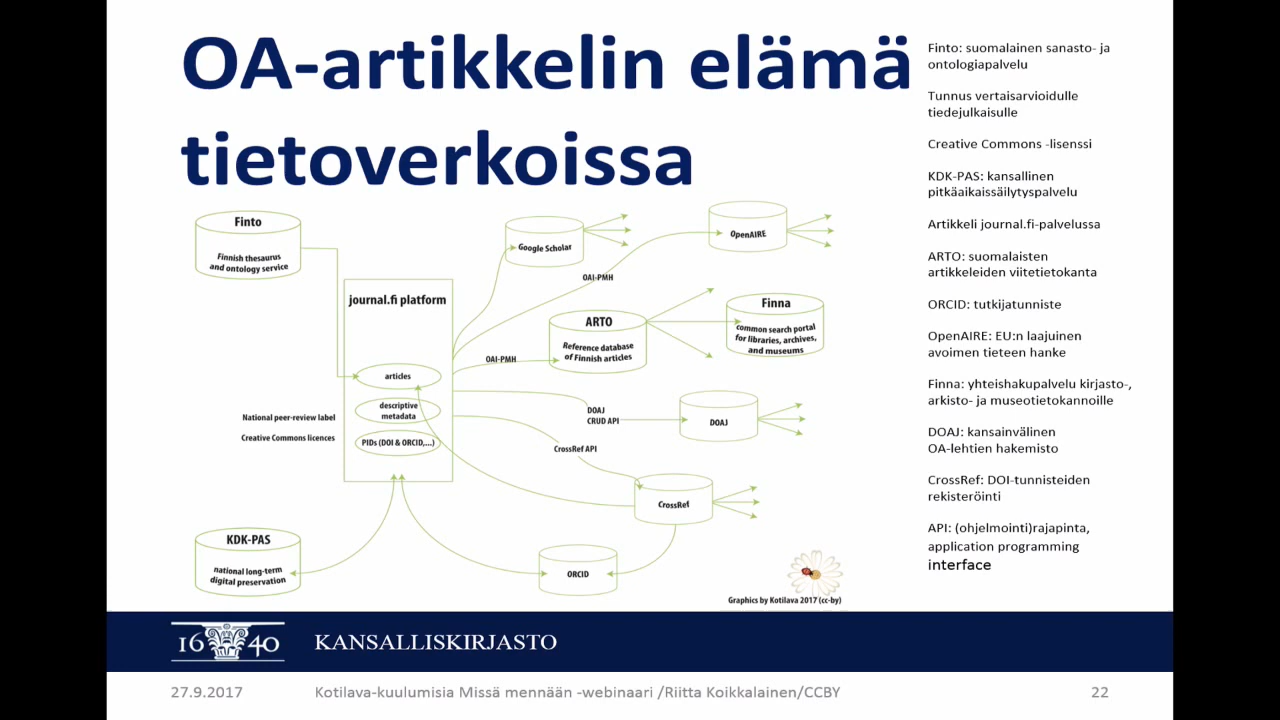 OA-artikkelin elämä
tietoverkoissa
Finto
Finnish thesaurus
and ontology service
journal.fi platform
articles
descriptive
metadata
PIDs (DOI & ORCID,...)
National peer-review label
Creative Commons licences
KDK-PAS
national long-term
digital preservation
Google Scholar
OpenAIRE
OAI-PMH
ARTO
Reference database
of Finnish articles
OAI-PMH
Finna
common search portal
for libraries, archives,
and museums
DOAJ
CRUD API
DOAJ
CrossRef API
CrossRef
ORCID
Graphics by Kotilava 2017 (cc-by)
Finto: suomalainen sanasto- ja
ontologiapalvelu
Tunnus vertaisarvioidulle
tiedejulkaisulle
Creative Commons -lisenssi
KDK-PAS: kansallinen
pitkäaikaissäilytyspalvelu
Artikkeli journal.fi-palvelussa
ARTO: suomalaisten
artikkeleiden viitetietokanta
ORCID: tutkijatunniste
OpenAIRE: EU:n laajuinen
avoimen tieteen hanke
Finna: yhteishakupalvelu kirjasto-,
arkisto- ja museotietokannoille
DOAJ: kansainvälinen
OA-lehtien hakemisto
CrossRef: DOI-tunnisteiden
rekisteröinti
API: (ohjelmointi)rajapinta,
application programming
interface
16 40
KANSALLISKIRJASTO
27.9.2017
Kotilava-kuulumisia Missä mennään -webinaari /Riitta Koikkalainen/CCBY
22